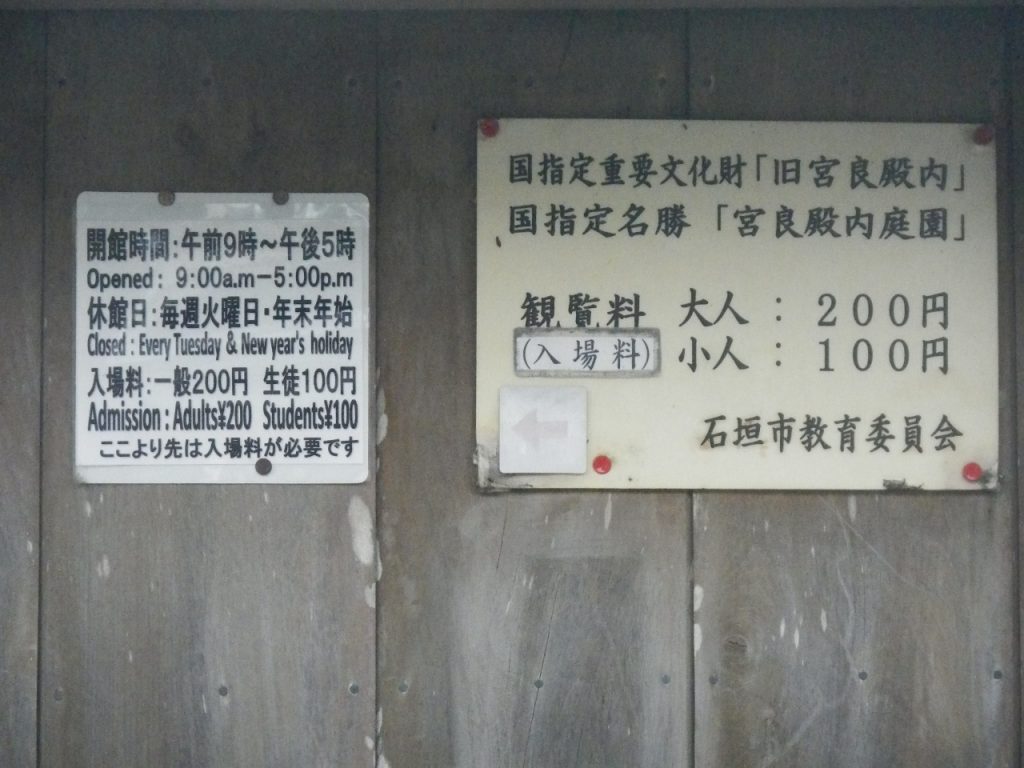 開館時間:午前9時〜午後5時
Opened: 9:00a.m－5:00p.m
休館日:毎週火曜日・年末年始
Closed : Every Tuesday & New year's holiday
入場料:一般200円 生徒100円
Admission : Adults¥200 Students¥100
ここより先は入場料が必要です
国指定重要文化財「旧宮良殿内」
国指定名勝 「宮良殿内庭園」
観覧料 大人 : 200円
(入場料) 小人 : 100円
石垣市教育委員会